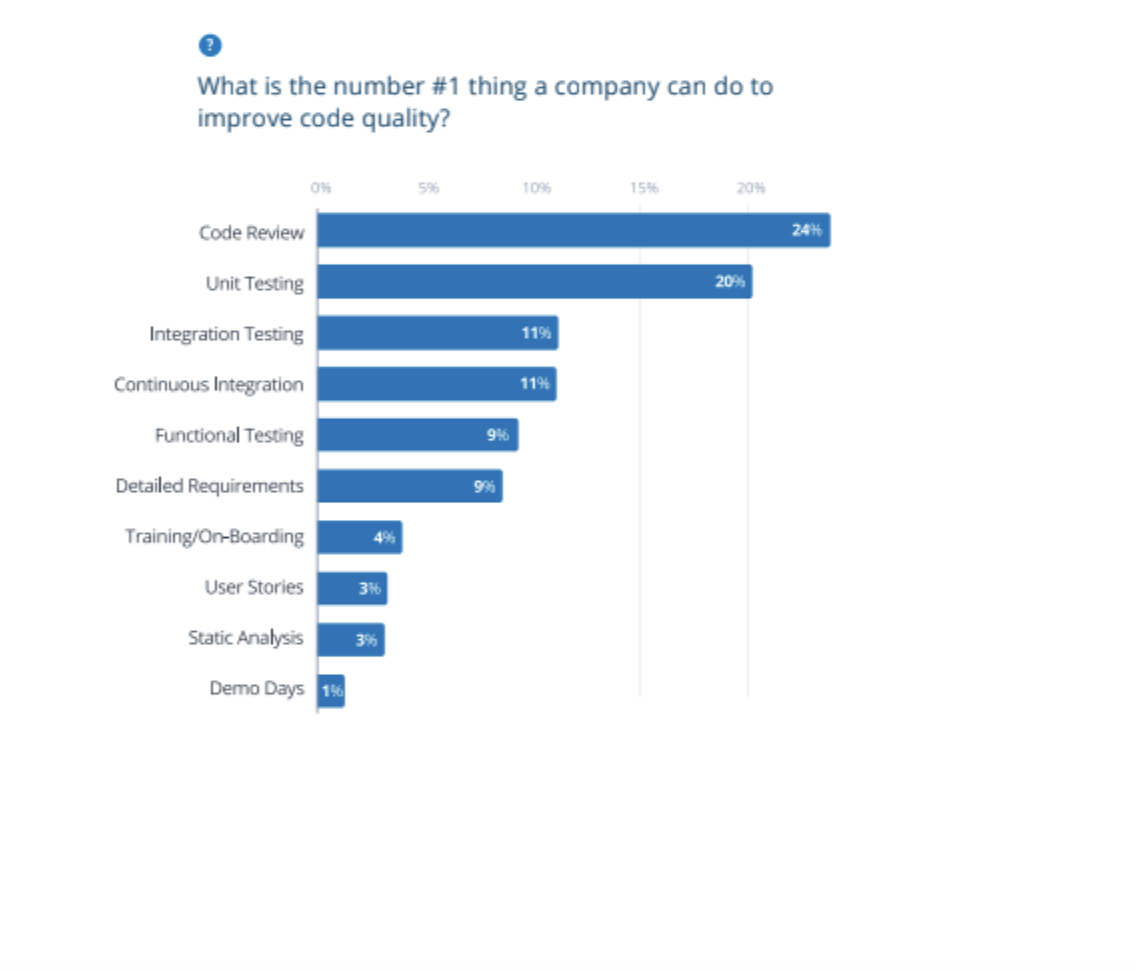 ?
What is the number #1 thing a company can do to
improve code quality?
0% 5% 10% 15% 20%
Code Review 24%
Unit Testing 20%
Integration Testing 11%
Continuous Integration 11%
Functional Testing 9%
Detailed Requirements 9%
Training/On-Boarding 4%
User Stories 3%
Static Analysis 3%
Demo Days 1%